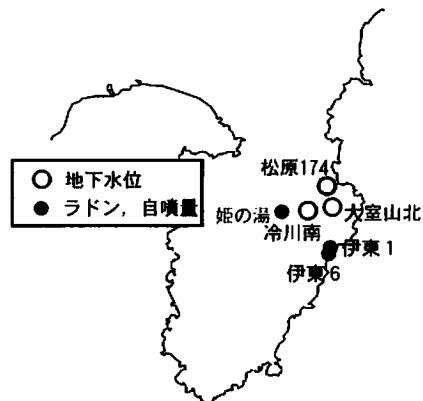 松原174
地下水位
ラドン，自噴量
姫の湯
大室山北
冷川南
伊東1
伊東6